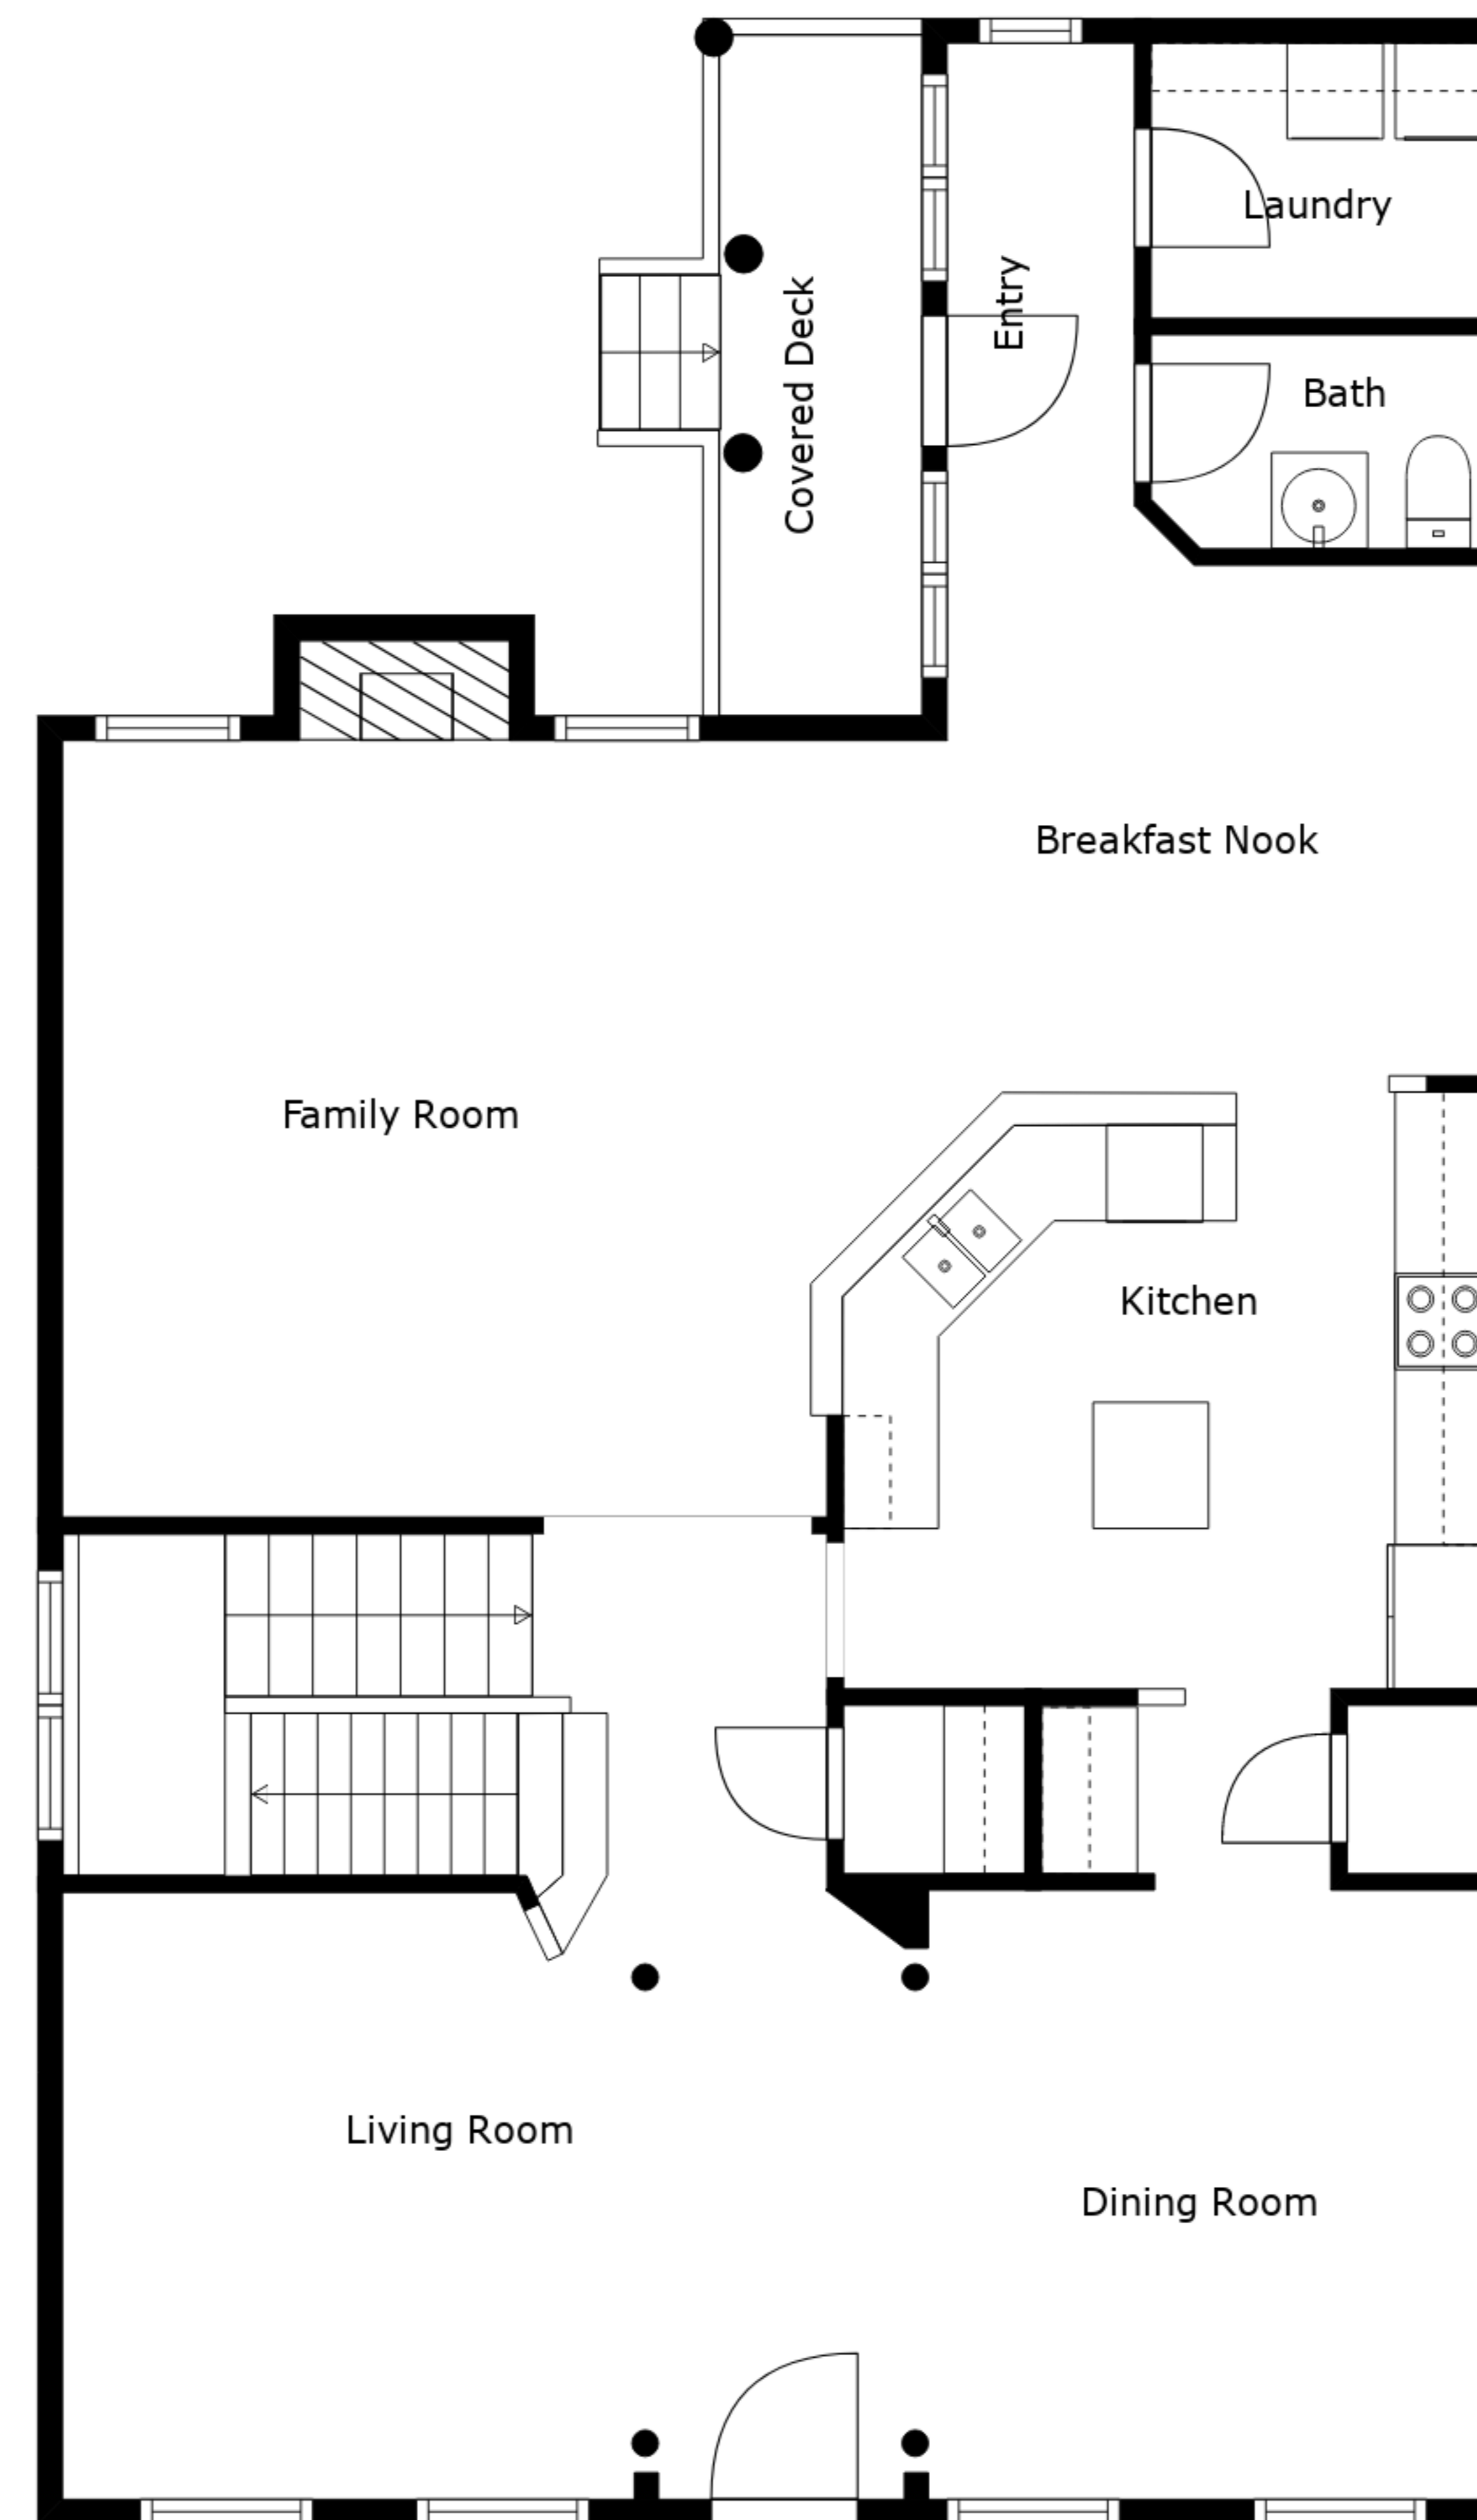 Laundry
Entry
Covered Deck
Bath
Breakfast Nook
Family Room
Kitchen
Living Room
Dining Room